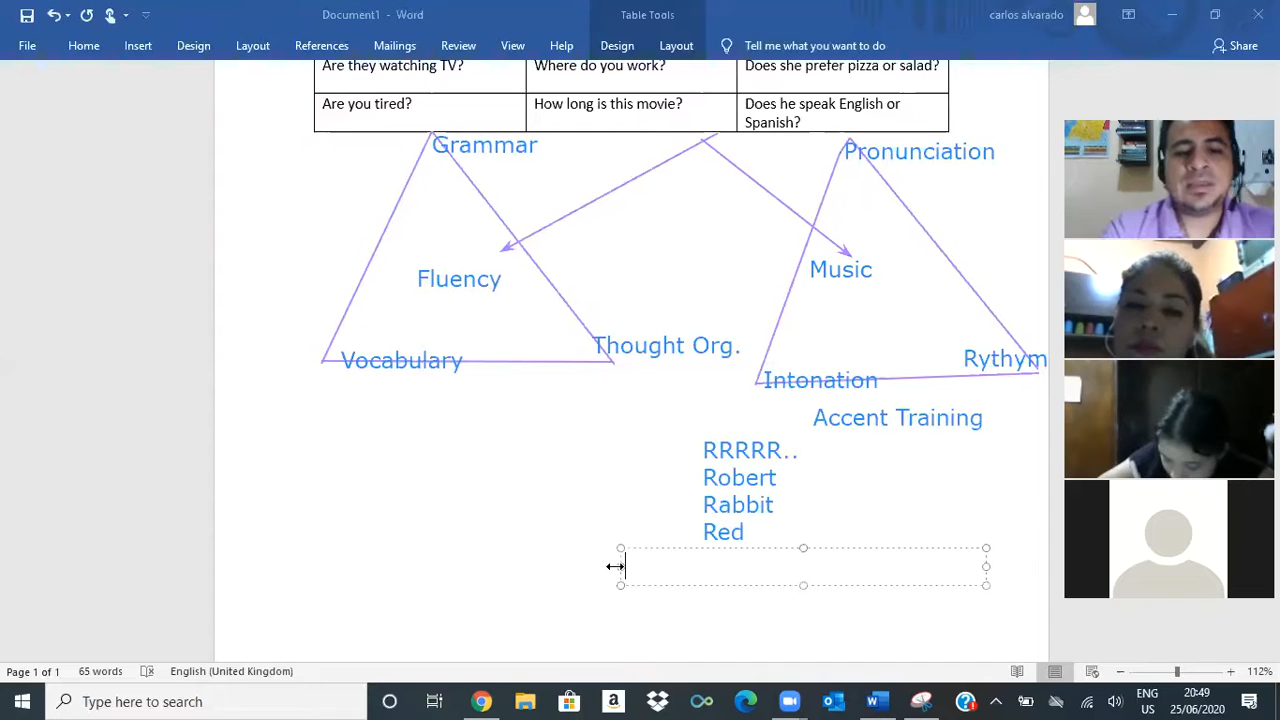 Document1 - Word
Table Tools
carlos alvarado
File Home Insert Design Layout References Mailings Review View Help Design Layout Tell me what you want to do Share
Are they watching TV? Where do you work? Does she prefer pizza or salad?
Are you tired? How long is this movie? Does he speak English or Spanish?
Grammar
Pronunciation
Fluency
Music
Vocabulary
Thought Org.
Intonation
Rythym
Accent Training
RRRRR..
Robert
Rabbit
Red
Page 1 of 1 65 words English (United Kingdom) 112%
Type here to search
ENG
20:49
25/06/2020